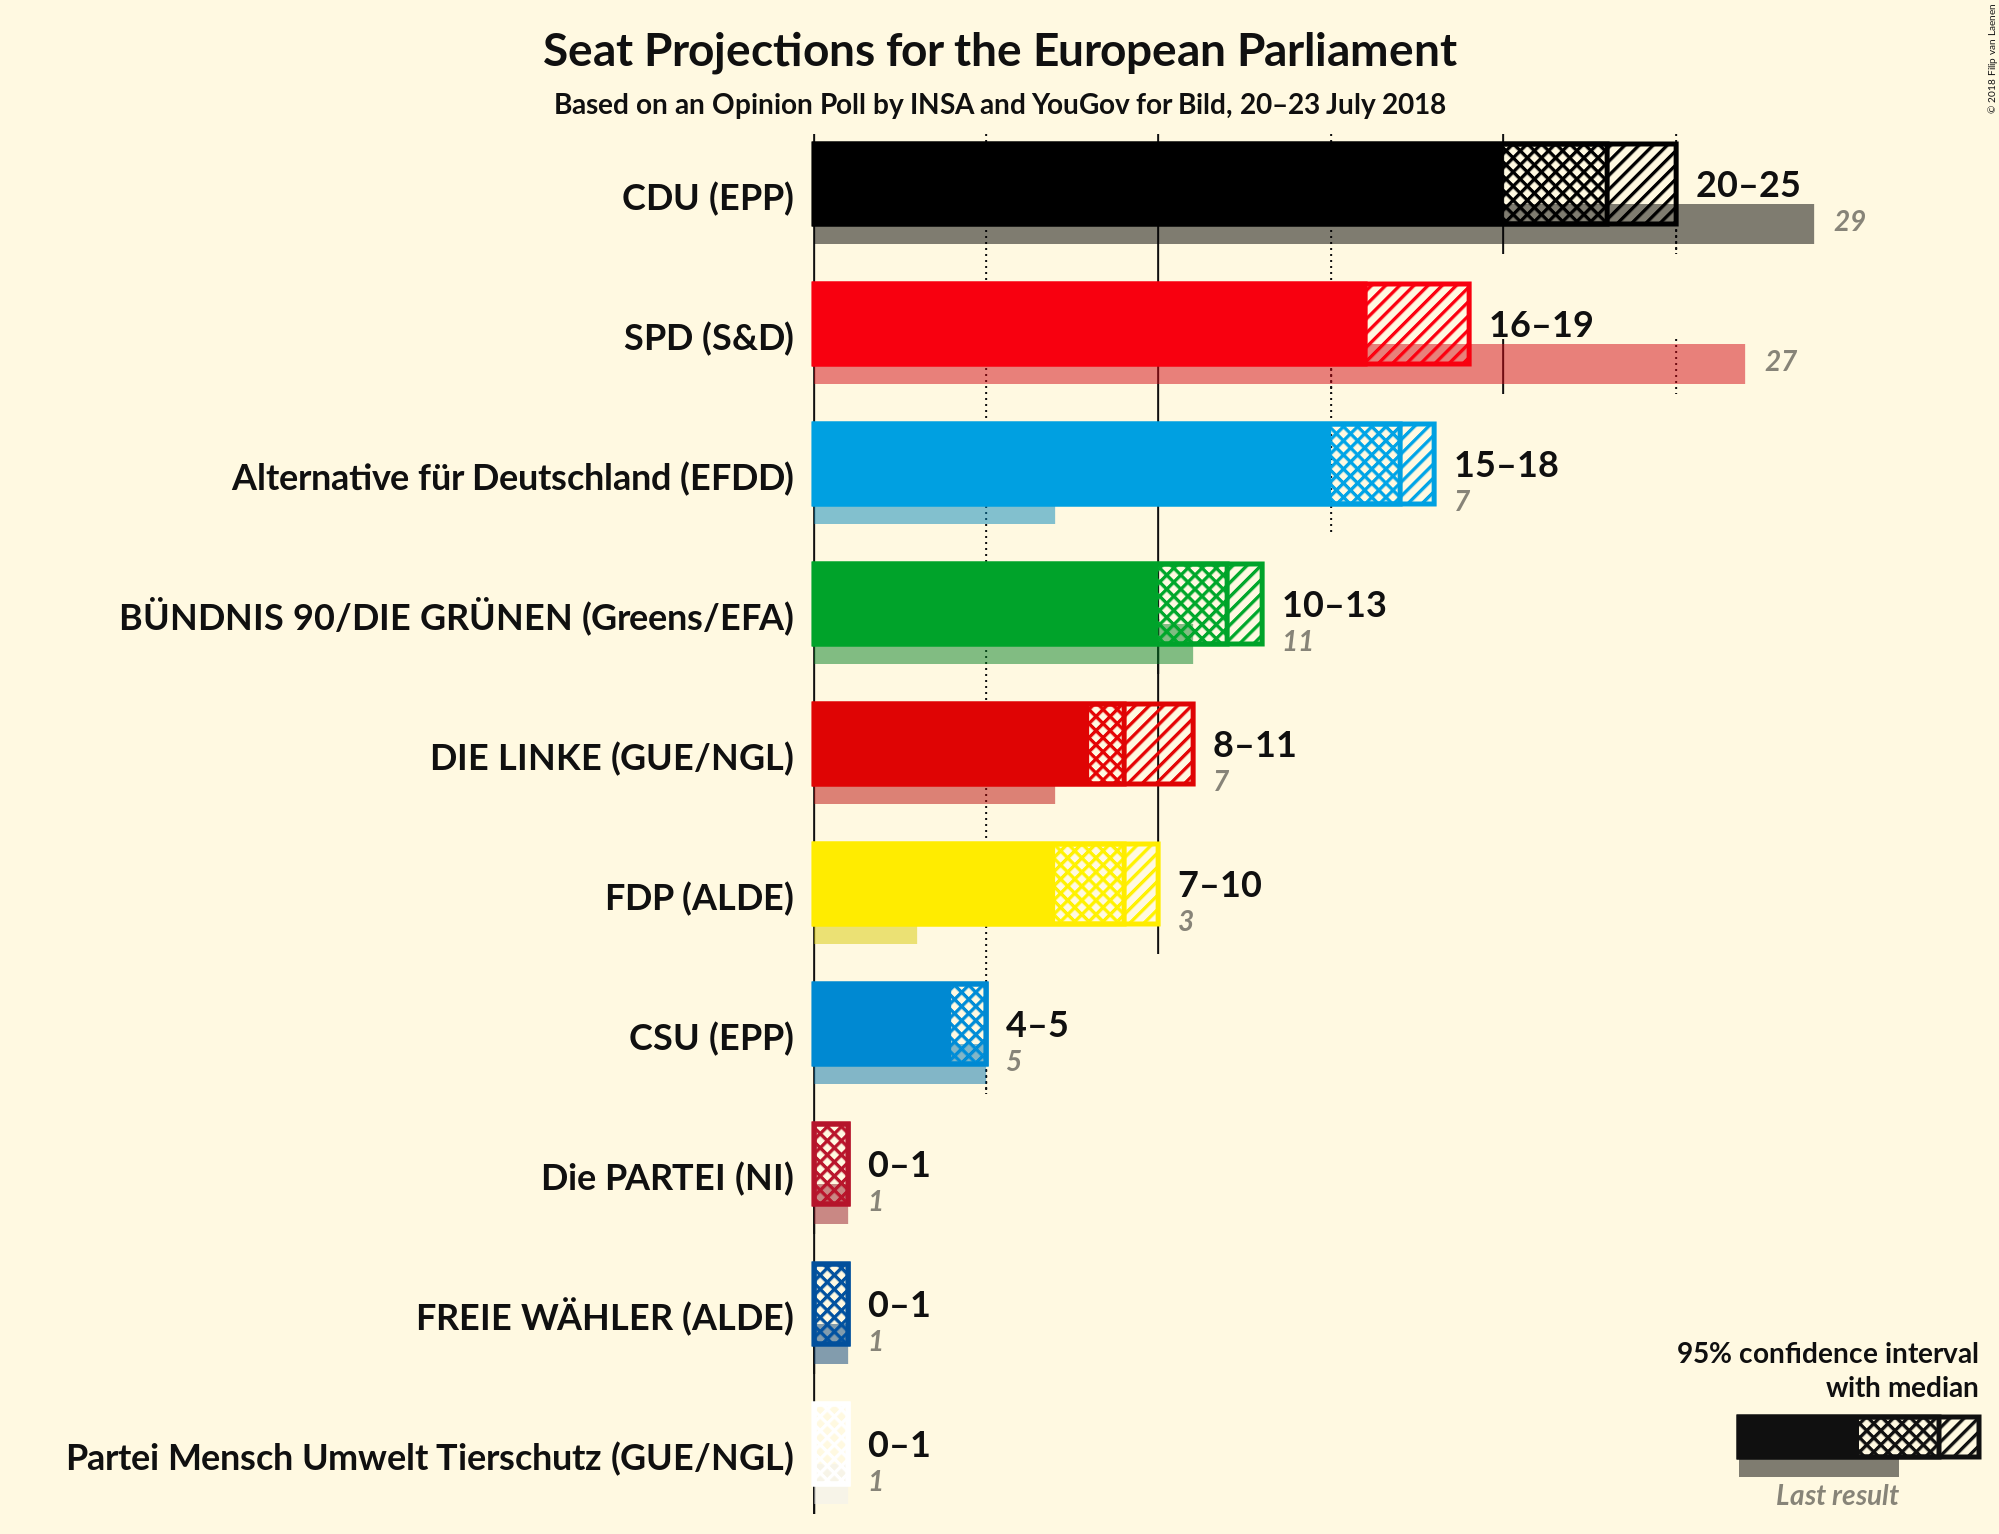 Seat Projections for the European Parliament
Based on an Opinion Poll by INSA and YouGov for Bild, 20–23 July 2018
© 2018 Filip van Laenen
CDU (EPP)
20–25
29
SPD (S&D)
16–19
27
Alternative für Deutschland (EFDD)
15–18
7
BÜNDNIS 90/DIE GRÜNEN (Greens/EFA)
10–13
11
DIE LINKE (GUE/NGL)
8–11
7
FDP (ALDE)
7–10
3
CSU (EPP)
4–5
5
Die PARTEI (NI)
0–1
1
FREIE WÄHLER (ALDE)
0–1
1
Partei Mensch Umwelt Tierschutz (GUE/NGL)
0–1
1
95% confidence interval
with median
Last result